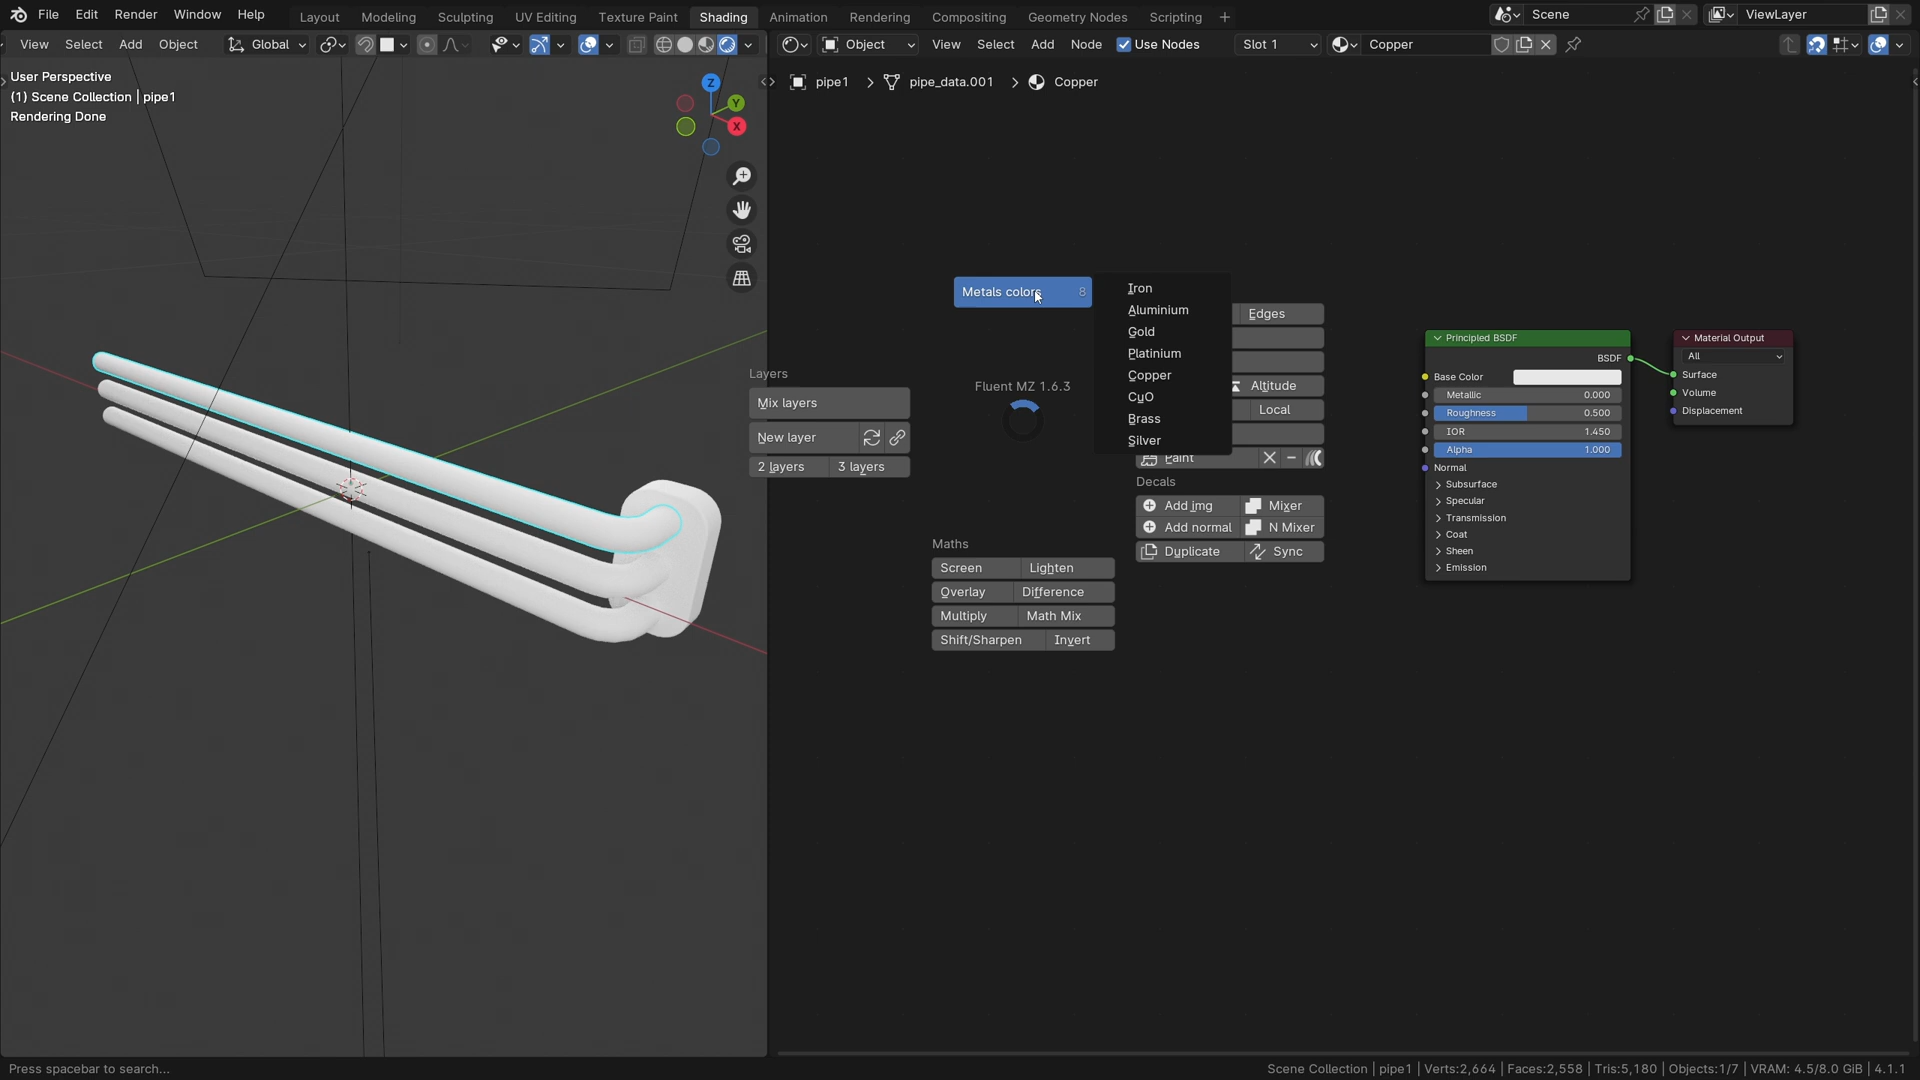 File Edit Render Window Help
Layout Modeling Sculpting UV Editing Texture Paint Shading Animation Rendering Compositing Geometry Nodes Scripting +
Scene
ViewLayer
View Select Add Object
Global
Object
View Select Add Node
Use Nodes
Slot 1
Copper
User Perspective
(1) Scene Collection | pipe1
Rendering Done
Z
Y
X
pipe1 > pipe_data.001 > Copper
Metals colors 8
Iron
Aluminium
Gold
Platinium
Copper
CuO
Brass
Silver
Edges
Altitude
Local
Paint
Layers
Mix layers
New layer
2 layers 3 layers
Fluent MZ 1.6.3
Decals
Add img Mixer
Add normal N Mixer
Duplicate Sync
Maths
Screen Lighten
Overlay Difference
Multiply Math Mix
Shift/Sharpen Invert
Principled BSDF
BSDF
Base Color
Metallic 0.000
Roughness 0.500
IOR 1.450
Alpha 1.000
Normal
Subsurface
Specular
Transmission
Coat
Sheen
Emission
Material Output
All
Surface
Volume
Displacement
Press spacebar to search...
Scene Collection | pipe1 | Verts:2,664 | Faces:2,558 | Tris:5,180 | Objects:1/7 | VRAM: 4.5/8.0 GiB | 4.1.1